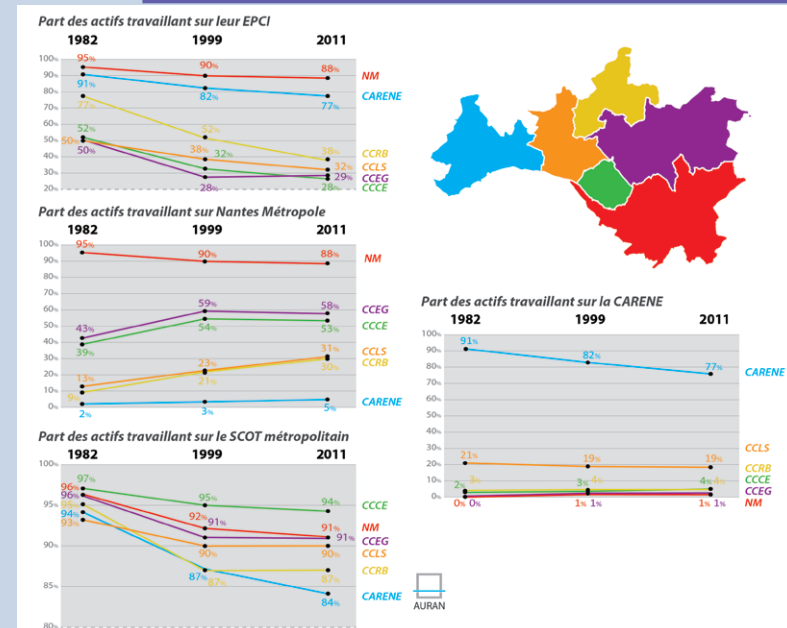 Part des actifs travaillant sur leur EPCI
1982 1999 2011
100%
90%
80%
70%
60%
50%
40%
30%
20%
95% 90% 88% NM
91% 82% 77% CARENE
72% 52% 38% CCRB
50% 38% 32% CCLS
50% 28% 29% CCEG
52% 32% 28% CCCE
Part des actifs travaillant sur Nantes Métropole
1982 1999 2011
100%
90%
80%
70%
60%
50%
40%
30%
20%
10%
0%
95% 90% 88% NM
43% 59% 58% CCEG
39% 54% 53% CCCE
13% 23% 31% CCLS
9% 21% 30% CCRB
2% 3% 5% CARENE
Part des actifs travaillant sur le SCOT métropolitain
1982 1999 2011
100%
95%
90%
85%
80%
97% 95% 94% CCCE
96% 92% 91% NM
96% 91% 91% CCEG
93% 90% 90% CCLS
87% 87% CCRB
94% 87% 84% CARENE
Part des actifs travaillant sur la CARENE
1982 1999 2011
100%
90%
80%
70%
60%
50%
40%
30%
20%
10%
0%
91% 82% 77% CARENE
21% 19% 19% CCLS
3% 4% 4% CCRB
2% 3% 4% CCCE
0% 1% 1% CCEG
0% 1% 1% NM
AURAN